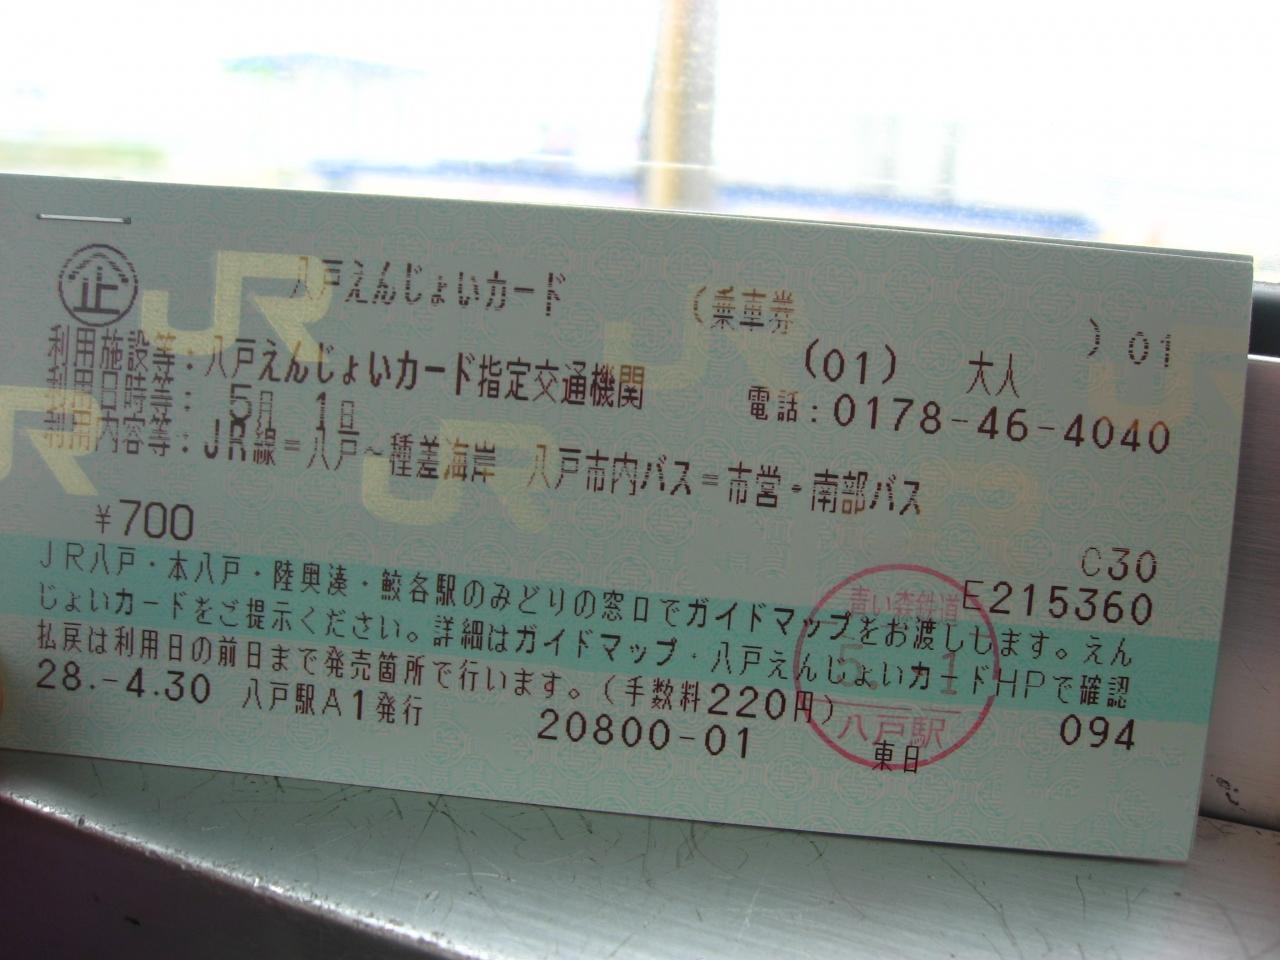 企 八戸えんじょいカード (乗車券 ) 01
(01) 大人
利用施設等:八戸えんじょいカード指定交通機関 電話:0178-46-4040
利用日時等: 5月 1日
利用内容等:JR線=八戸~種差海岸 八戸市内バス=市営・南部バス
¥700
C30
E215360
JR八戸・本八戸・陸奥湊・鮫各駅のみどりの窓口でガイドマップをお渡しします。えん
じょいカードをご提示ください。詳細はガイドマップ・八戸えんじょいカードHPで確認
払戻は利用日の前日まで発売箇所で行います。(手数料220円)
28.-4.30 八戸駅A1発行 20800-01 094
東日
青い森鉄道
5. 1
八戸駅
JR
JR
JR
JR